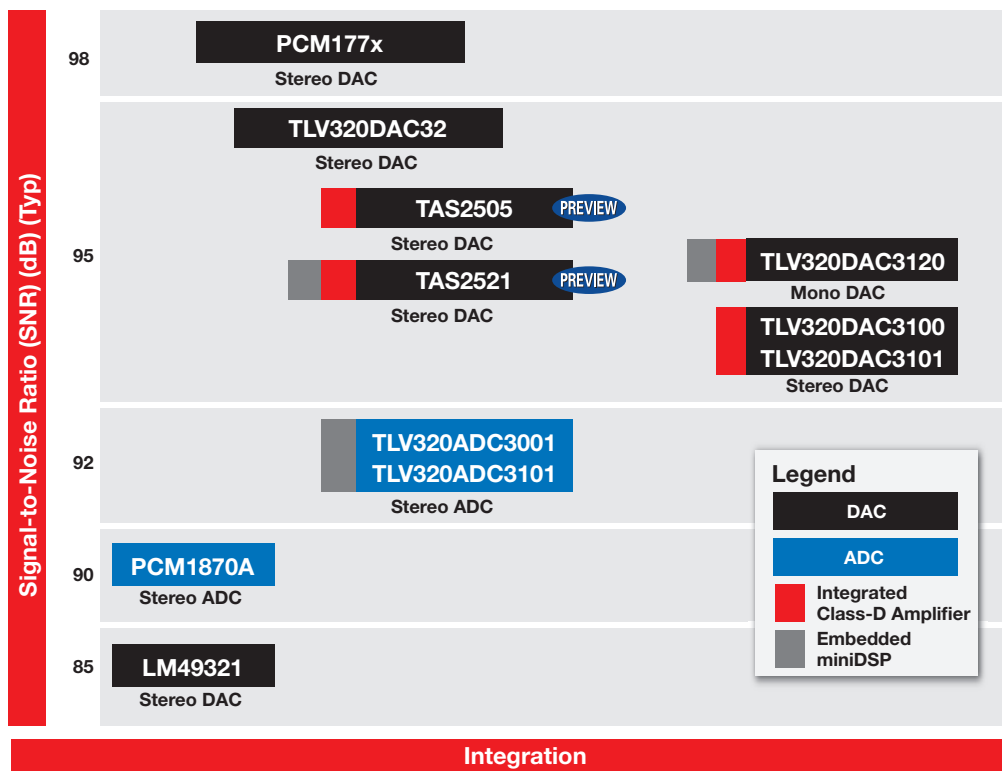 Signal-to-Noise Ratio (SNR) (dB) (Typ)
98
PCM177x
Stereo DAC
95
TLV320DAC32
Stereo DAC
TAS2505
PREVIEW
Stereo DAC
TAS2521
PREVIEW
Stereo DAC
TLV320DAC3120
Mono DAC
TLV320DAC3100
TLV320DAC3101
Stereo DAC
92
TLV320ADC3001
TLV320ADC3101
Stereo ADC
90
PCM1870A
Stereo ADC
85
LM49321
Stereo DAC
Legend
DAC
ADC
Integrated
Class-D Amplifier
Embedded
miniDSP
Integration